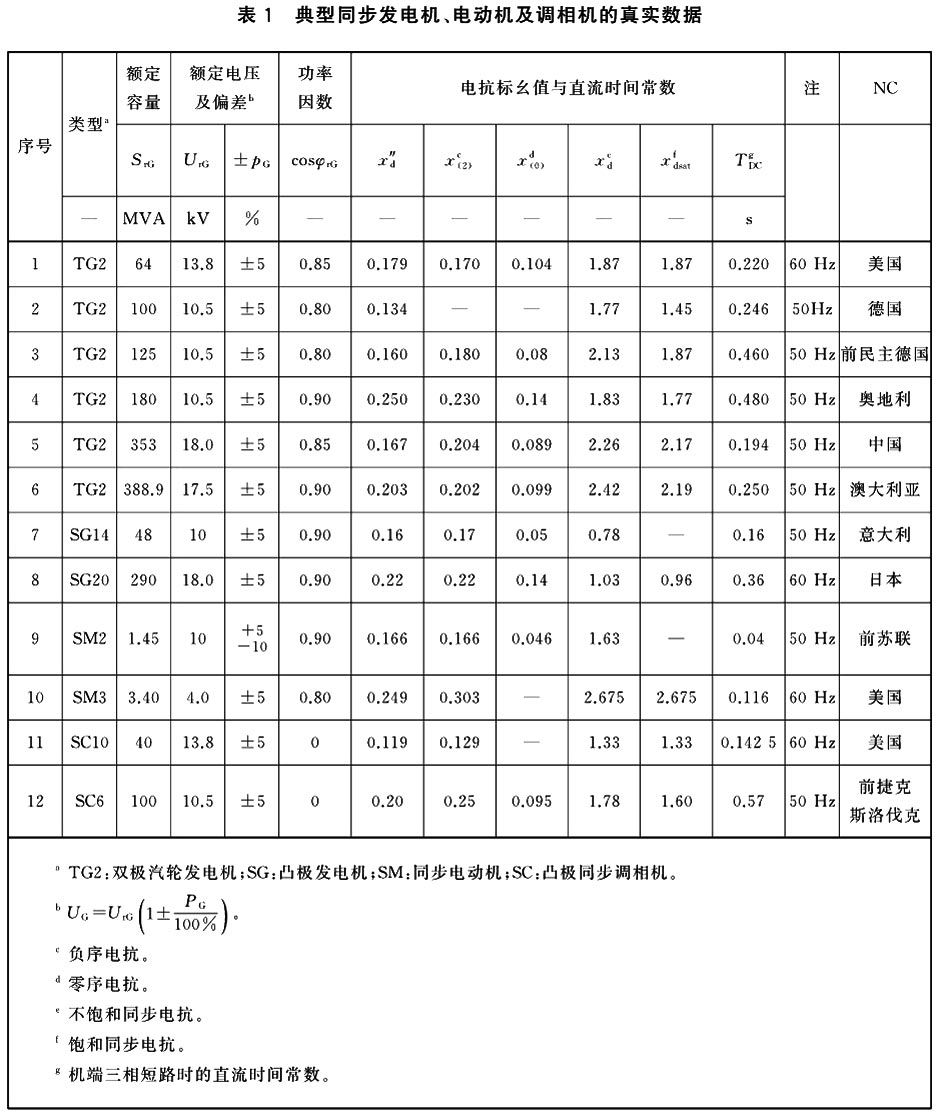 表 1 典型同步发电机、电动机及调相机的真实数据
序号 类型ᵃ 额定容量 额定电压及偏差ᵇ 功率因数 电抗标幺值与直流时间常数 注 NC
S_rG U_rG ±p_G cosφ_rG x″_d x^c_(2) x^d_(0) x^e_d x^f_dsat T^g_DC
— MVA kV % — — — — — — s
1 TG2 64 13.8 ±5 0.85 0.179 0.170 0.104 1.87 1.87 0.220 60 Hz 美国
2 TG2 100 10.5 ±5 0.80 0.134 — — 1.77 1.45 0.246 50Hz 德国
3 TG2 125 10.5 ±5 0.80 0.160 0.180 0.08 2.13 1.87 0.460 50 Hz 前民主德国
4 TG2 180 10.5 ±5 0.90 0.250 0.230 0.14 1.83 1.77 0.480 50 Hz 奥地利
5 TG2 353 18.0 ±5 0.85 0.167 0.204 0.089 2.26 2.17 0.194 50 Hz 中国
6 TG2 388.9 17.5 ±5 0.90 0.203 0.202 0.099 2.42 2.19 0.250 50 Hz 澳大利亚
7 SG14 48 10 ±5 0.90 0.16 0.17 0.05 0.78 — 0.16 50 Hz 意大利
8 SG20 290 18.0 ±5 0.90 0.22 0.22 0.14 1.03 0.96 0.36 60 Hz 日本
9 SM2 1.45 10 +5 −10 0.90 0.166 0.166 0.046 1.63 — 0.04 50 Hz 前苏联
10 SM3 3.40 4.0 ±5 0.80 0.249 0.303 — 2.675 2.675 0.116 60 Hz 美国
11 SC10 40 13.8 ±5 0 0.119 0.129 — 1.33 1.33 0.142 5 60 Hz 美国
12 SC6 100 10.5 ±5 0 0.20 0.25 0.095 1.78 1.60 0.57 50 Hz 前捷克斯洛伐克
ᵃ TG2:双极汽轮发电机;SG:凸极发电机;SM:同步电动机;SC:凸极同步调相机。
ᵇ U_G=U_rG(1±P_G/100%)。
ᶜ 负序电抗。
ᵈ 零序电抗。
ᵉ 不饱和同步电抗。
ᶠ 饱和同步电抗。
ᵍ 机端三相短路时的直流时间常数。